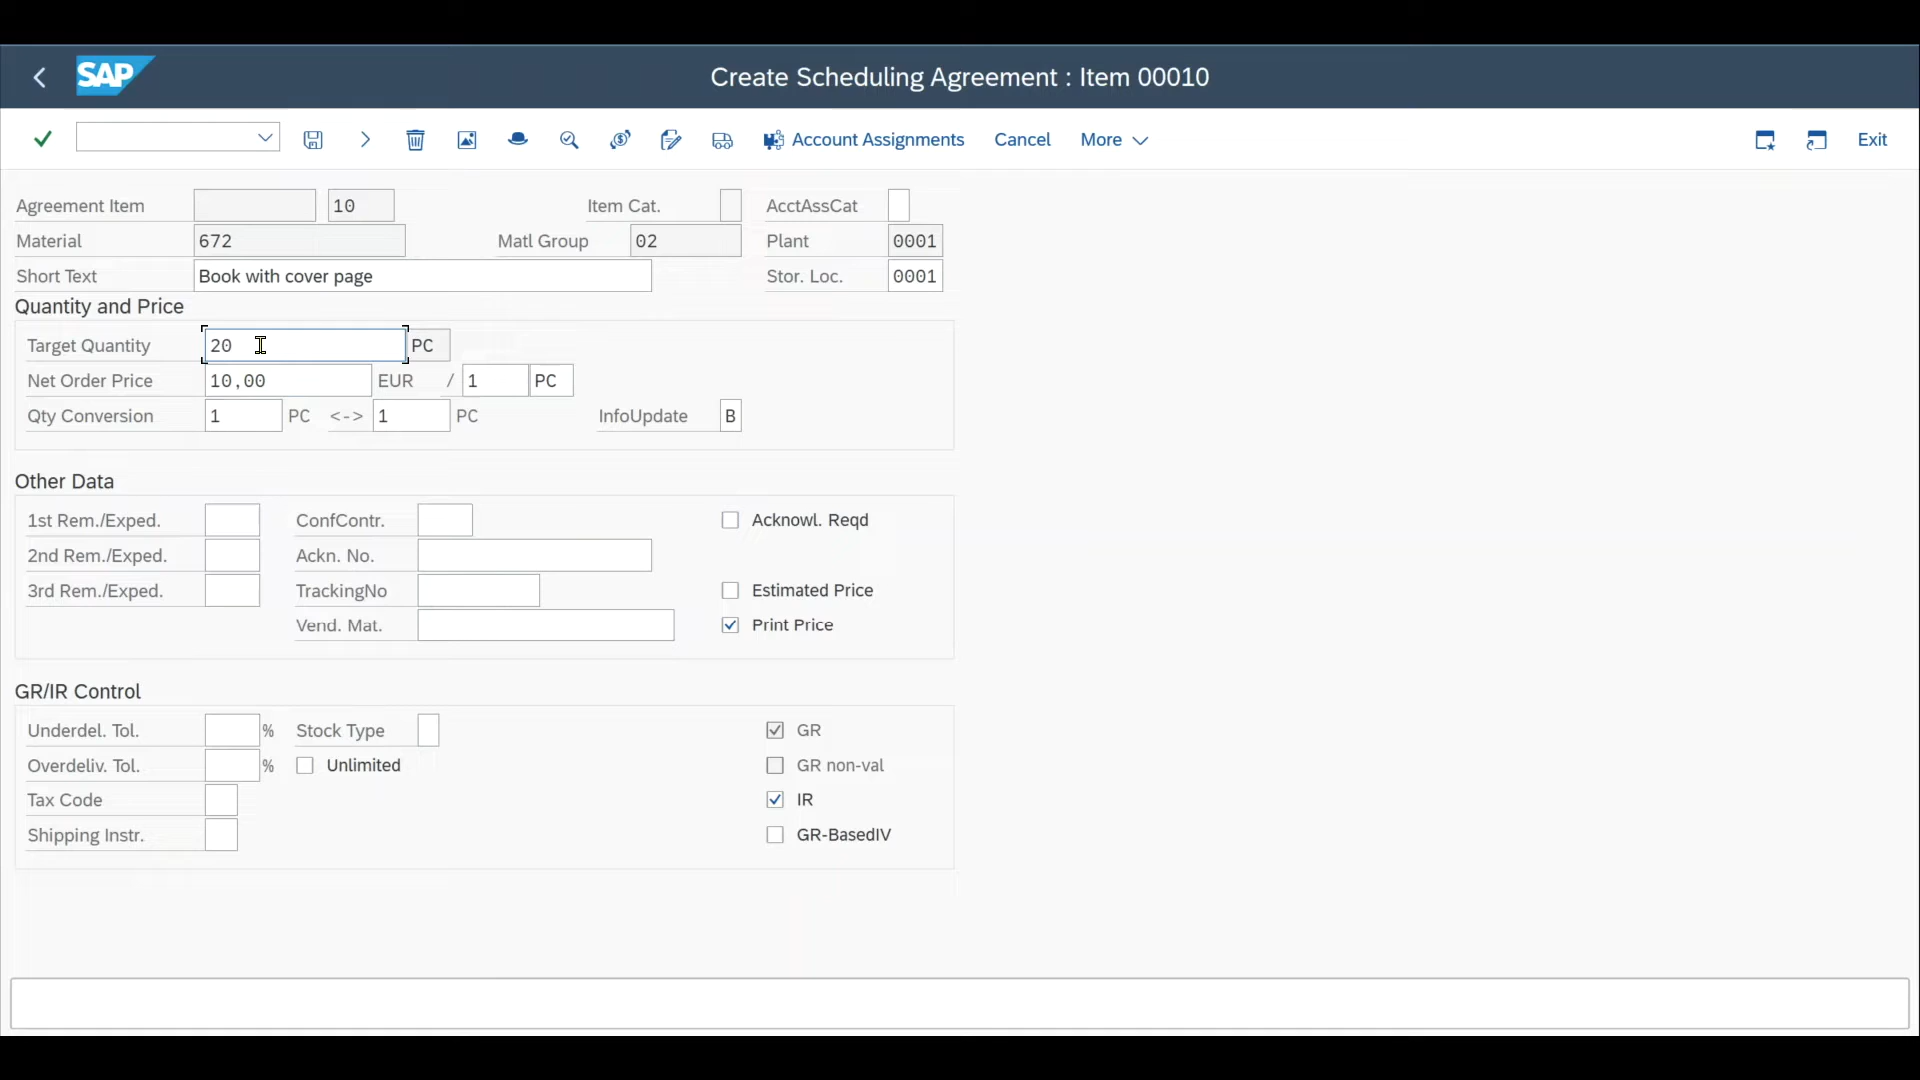 SAP
Create Scheduling Agreement : Item 00010
Account Assignments Cancel More Exit
Agreement Item 10 Item Cat. AcctAssCat
Material 672 Matl Group 02 Plant 0001
Short Text Book with cover page Stor. Loc. 0001
Quantity and Price
Target Quantity 20 PC
Net Order Price 10,00 EUR / 1 PC
Qty Conversion 1 PC <-> 1 PC InfoUpdate B
Other Data
1st Rem./Exped. ConfContr. Acknowl. Reqd
2nd Rem./Exped. Ackn. No.
3rd Rem./Exped. TrackingNo Estimated Price
Vend. Mat. Print Price
GR/IR Control
Underdel. Tol. % Stock Type GR
Overdeliv. Tol. % Unlimited GR non-val
Tax Code IR
Shipping Instr. GR-BasedIV